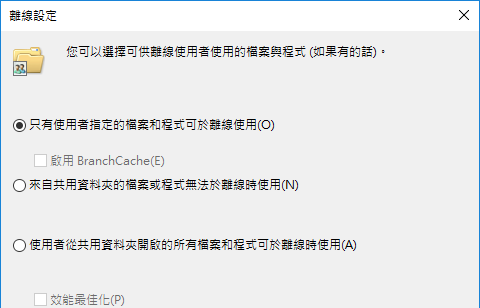 離線設定
您可以選擇可供離線使用者使用的檔案與程式 (如果有的話)。
只有使用者指定的檔案和程式可於離線使用(O)
啟用 BranchCache(E)
來自共用資料夾的檔案或程式無法於離線時使用(N)
使用者從共用資料夾開啟的所有檔案和程式可於離線時使用(A)
效能最佳化(P)